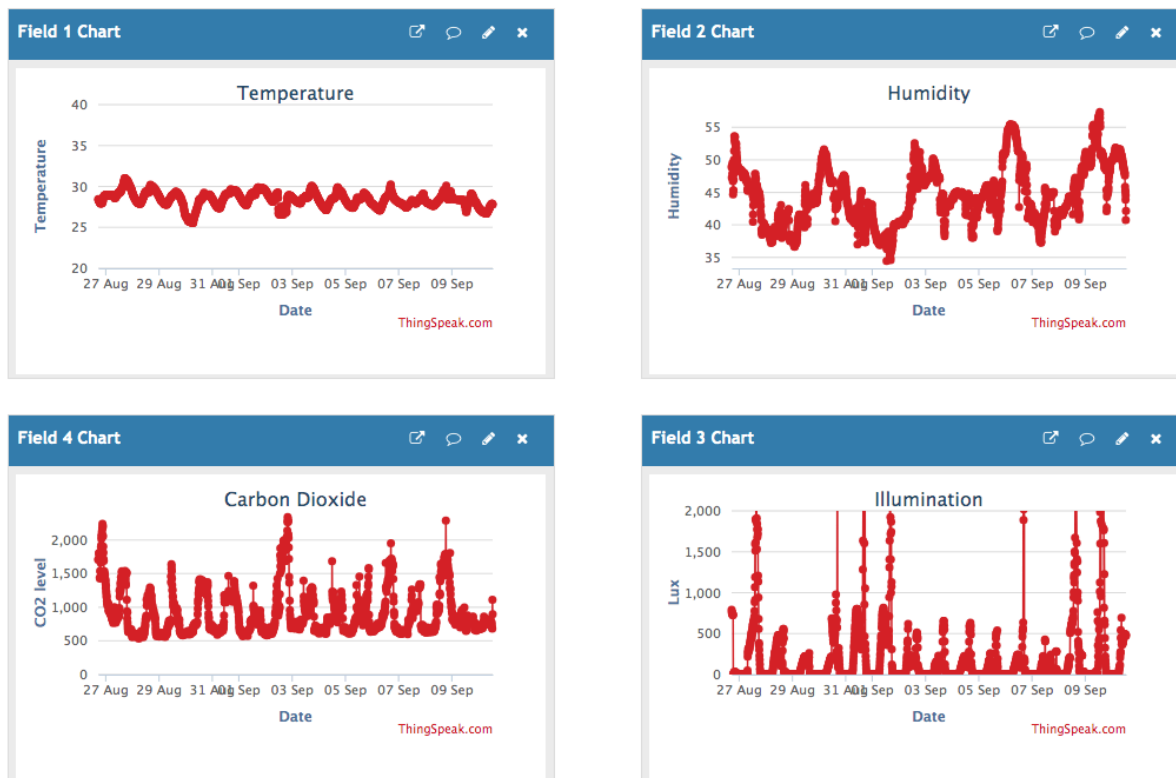 Field 1 Chart
Temperature
40
35
30
25
20
Temperature
27 Aug 29 Aug 31 Aug 01 Sep 03 Sep 05 Sep 07 Sep 09 Sep
Date
ThingSpeak.com
Field 2 Chart
Humidity
55
50
45
40
35
Humidity
27 Aug 29 Aug 31 Aug 01 Sep 03 Sep 05 Sep 07 Sep 09 Sep
Date
ThingSpeak.com
Field 4 Chart
Carbon Dioxide
2,000
1,500
1,000
500
0
CO2 level
27 Aug 29 Aug 31 Aug 01 Sep 03 Sep 05 Sep 07 Sep 09 Sep
Date
ThingSpeak.com
Field 3 Chart
Illumination
2,000
1,500
1,000
500
0
Lux
27 Aug 29 Aug 31 Aug 01 Sep 03 Sep 05 Sep 07 Sep 09 Sep
Date
ThingSpeak.com